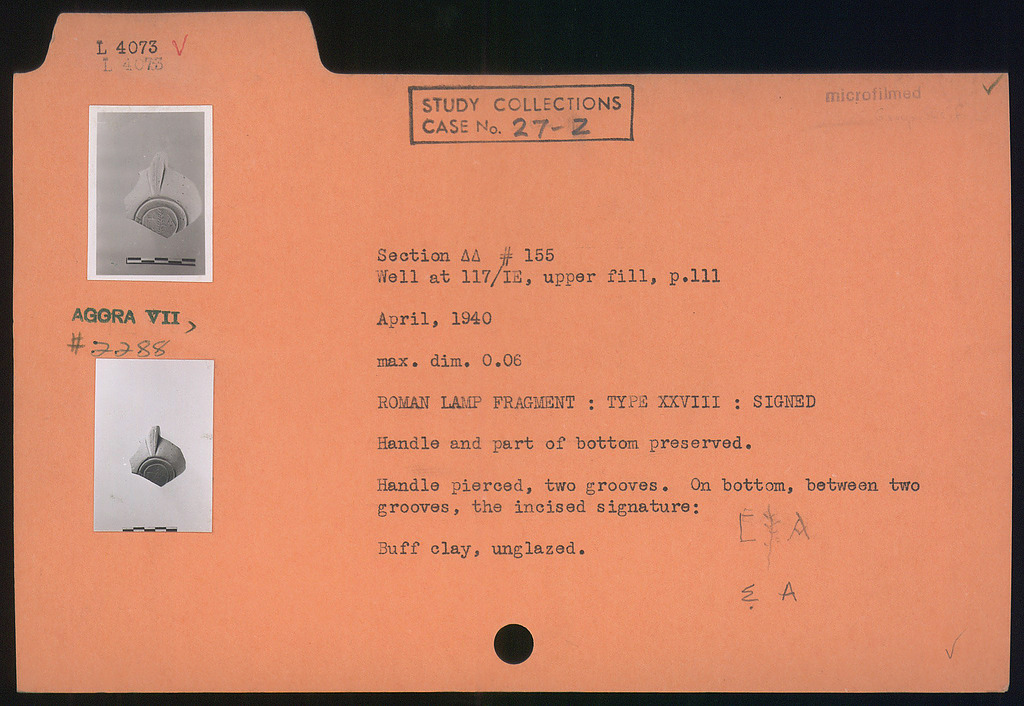 L 4073 ✓
L 4073
STUDY COLLECTIONS
CASE No. 27-Z
microfilmed ✓
AGORA VII,
# 2288
Section ΔΔ # 155
Well at 117/ΙΕ, upper fill, p.111
April, 1940
max. dim. 0.06
ROMAN LAMP FRAGMENT : TYPE XXVIII : SIGNED
Handle and part of bottom preserved.
Handle pierced, two grooves. On bottom, between two
grooves, the incised signature:
Buff clay, unglazed.